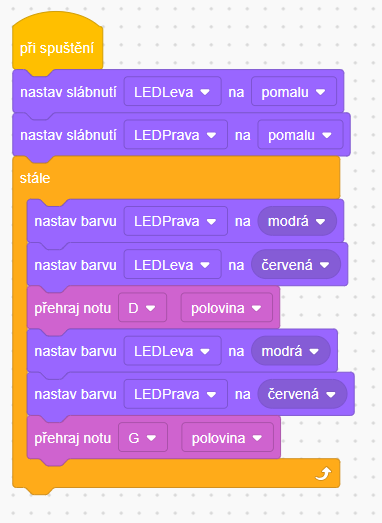 při spuštění
nastav slábnutí LEDLeva na pomalu
nastav slábnutí LEDPrava na pomalu
stále
nastav barvu LEDPrava na modrá
nastav barvu LEDLeva na červená
přehraj notu D polovina
nastav barvu LEDLeva na modrá
nastav barvu LEDPrava na červená
přehraj notu G polovina